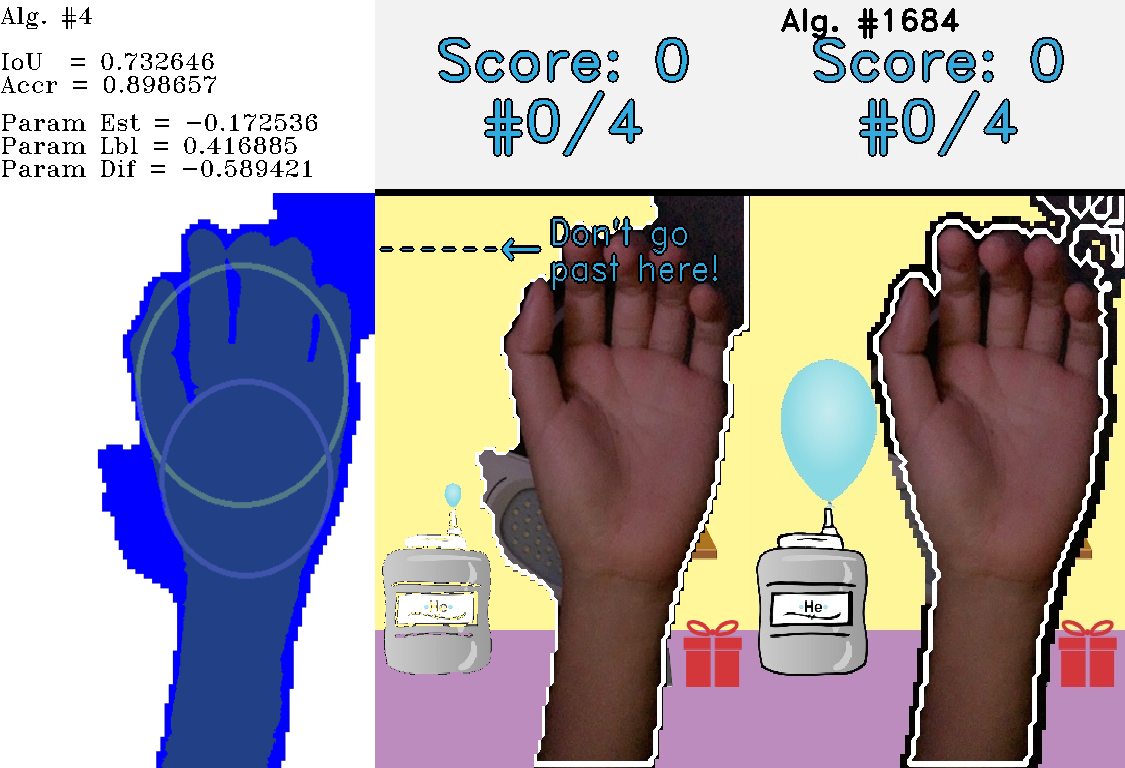 Alg. #4
IoU = 0.732646
Accr = 0.898657
Param Est = −0.172536
Param Lbl = 0.416885
Param Dif = −0.589421
Score: 0
#0/4
Don't go
past here!
He
Alg. #1684
Score: 0
#0/4
He